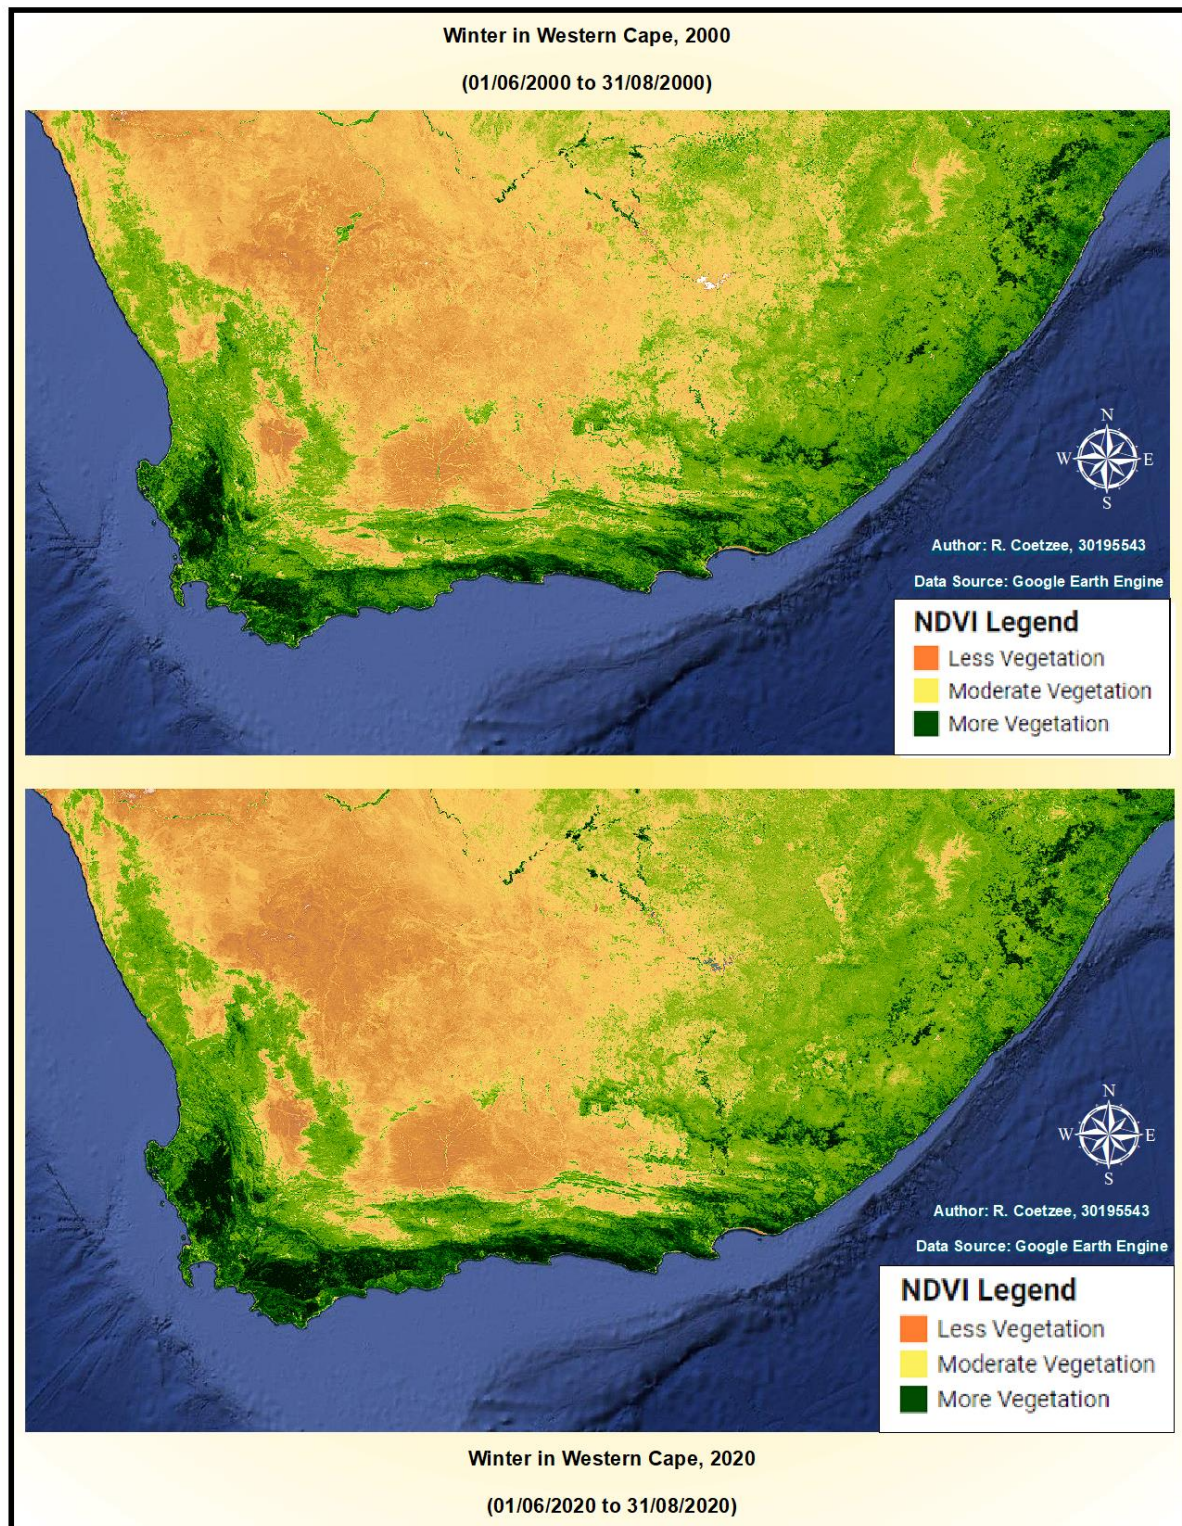 Winter in Western Cape, 2000
(01/06/2000 to 31/08/2000)
N
W
E
S
Author: R. Coetzee, 30195543
Data Source: Google Earth Engine
NDVI Legend
Less Vegetation
Moderate Vegetation
More Vegetation
N
W
E
S
Author: R. Coetzee, 30195543
Data Source: Google Earth Engine
NDVI Legend
Less Vegetation
Moderate Vegetation
More Vegetation
Winter in Western Cape, 2020
(01/06/2020 to 31/08/2020)